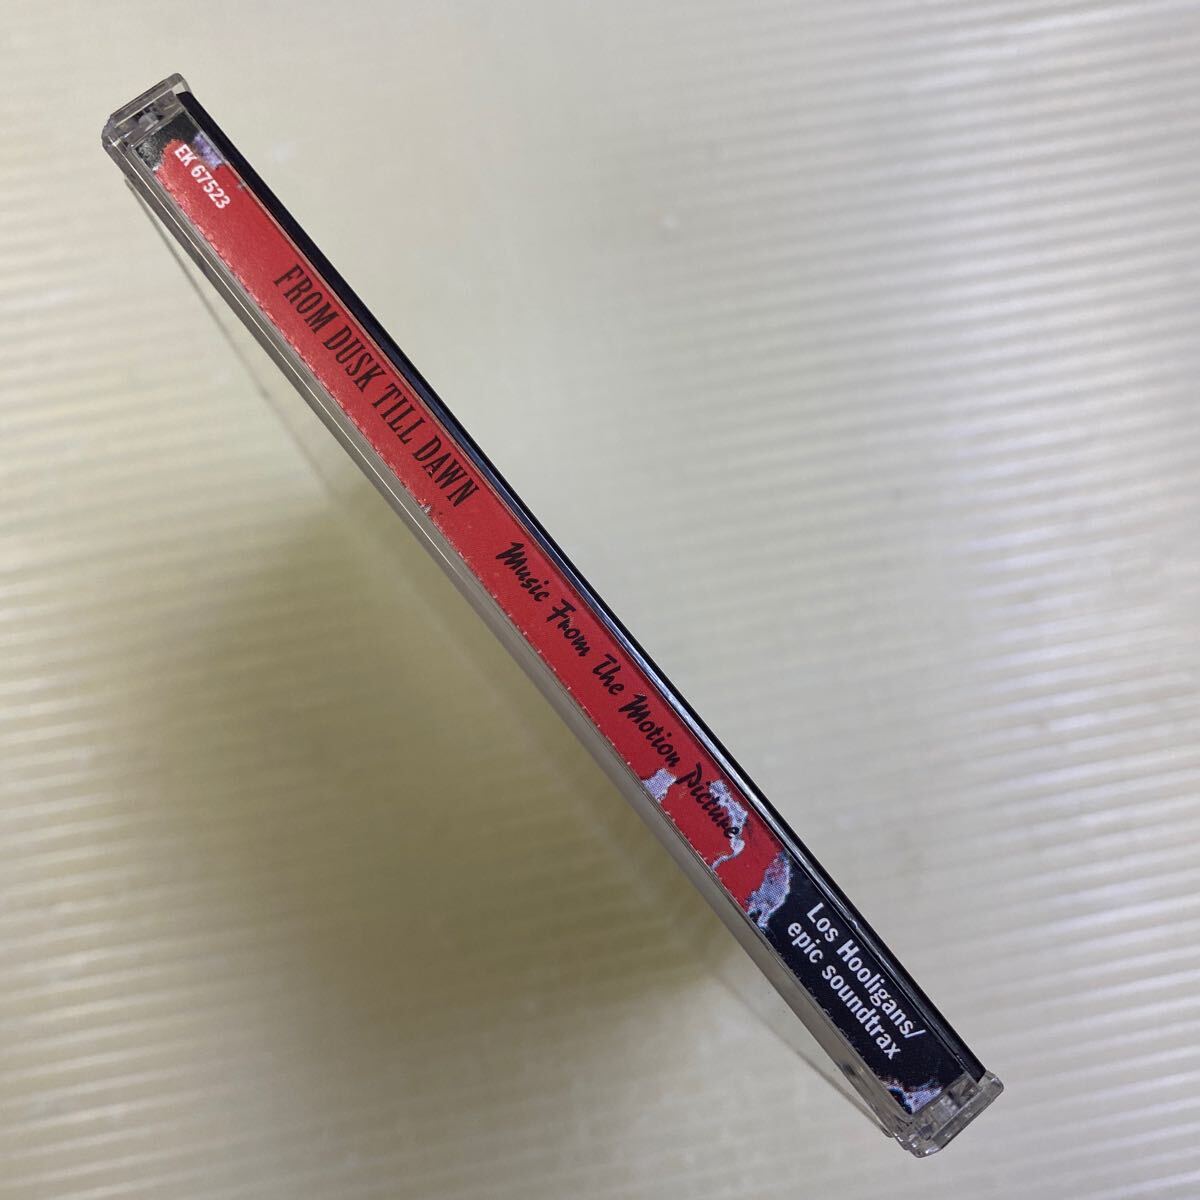 EK 67523
FROM DUSK TILL DAWN
Music From The Motion Picture
Los Hooligans/
epic soundtrax